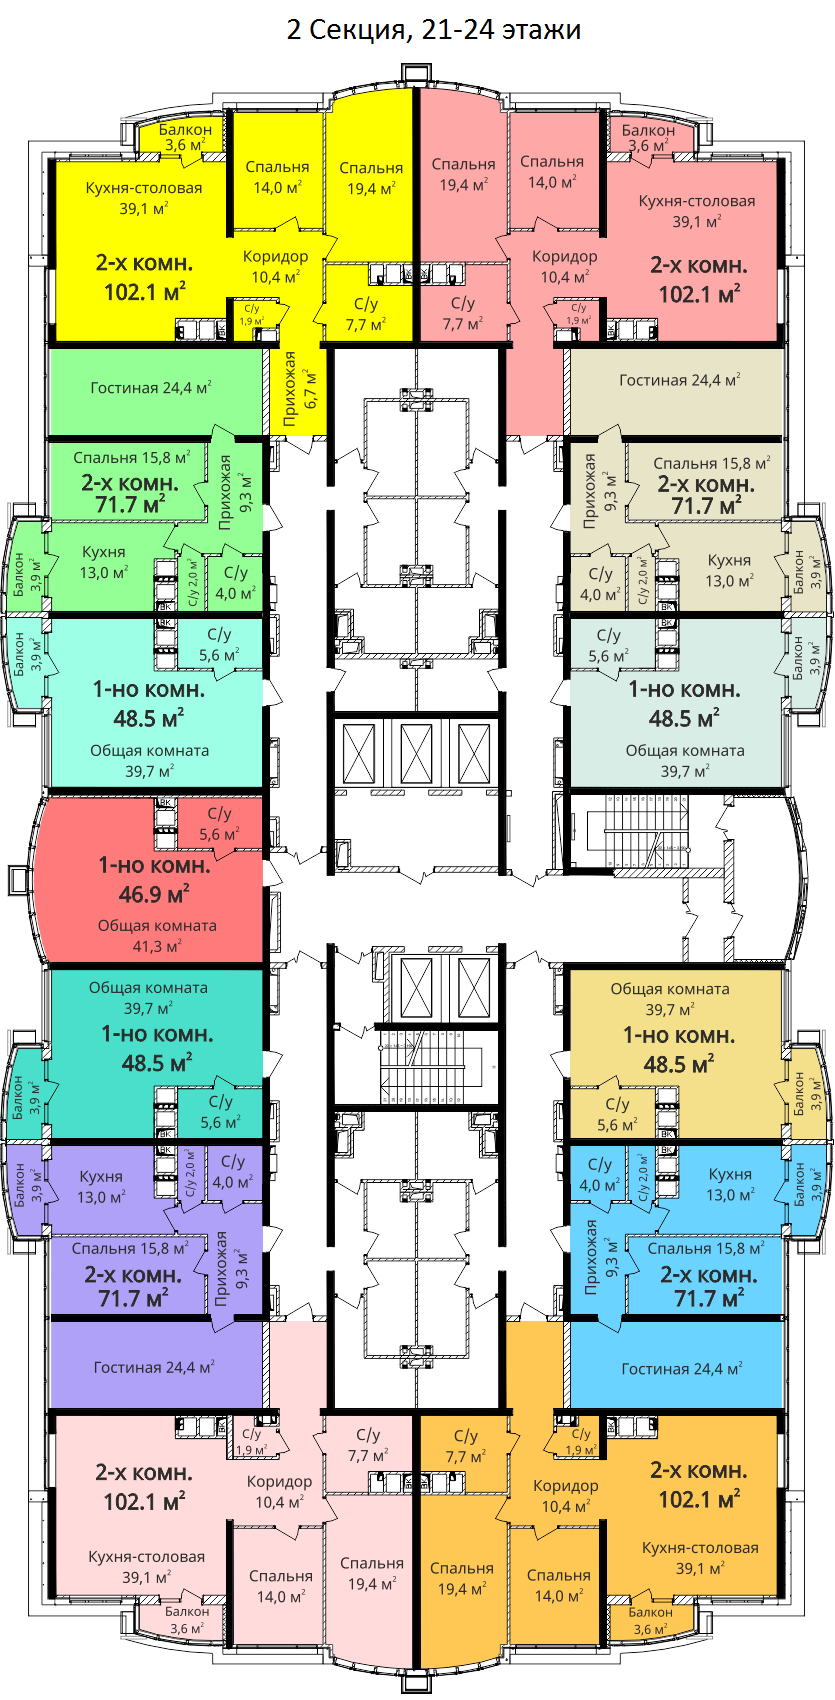 2 Секция, 21-24 этажи
Балкон
3,6 м²
Кухня-столовая
39,1 м²
2-х комн.
102.1 м²
Спальня
14,0 м²
Спальня
19,4 м²
Коридор
10,4 м²
С/у
1,9 м²
С/у
7,7 м²
ВК
ВК
Прихожая
6,7 м²
Спальня
19,4 м²
Спальня
14,0 м²
Балкон
3,6 м²
Кухня-столовая
39,1 м²
2-х комн.
102.1 м²
Коридор
10,4 м²
С/у
7,7 м²
С/у
1,9 м²
ВК
ВК
Гостиная 24,4 м²
Спальня 15,8 м²
2-х комн.
71.7 м²
Прихожая
9,3 м²
Кухня
13,0 м²
Балкон
3,9 м²
С/у 2,0 м²
С/у
4,0 м²
ВК
Гостиная 24,4 м²
Прихожая
9,3 м²
Спальня 15,8 м²
2-х комн.
71.7 м²
С/у
4,0 м²
С/у 2,0 м²
Кухня
13,0 м²
Балкон
3,9 м²
ВК
Балкон
3,9 м²
С/у
5,6 м²
1-но комн.
48.5 м²
Общая комната
39,7 м²
ВК
С/у
5,6 м²
1-но комн.
48.5 м²
Общая комната
39,7 м²
Балкон
3,9 м²
ВК
ВК
С/у
5,6 м²
1-но комн.
46.9 м²
Общая комната
41,3 м²
Общая комната
39,7 м²
1-но комн.
48.5 м²
Балкон
3,9 м²
С/у
5,6 м²
ВК
Общая комната
39,7 м²
1-но комн.
48.5 м²
С/у
5,6 м²
Балкон
3,9 м²
ВК
Балкон
3,9 м²
Кухня
13,0 м²
С/у 2,0 м²
С/у
4,0 м²
Спальня 15,8 м²
2-х комн.
71.7 м²
Прихожая
9,3 м²
Гостиная 24,4 м²
ВК
С/у
4,0 м²
С/у 2,0 м²
Кухня
13,0 м²
Балкон
3,9 м²
Прихожая
9,3 м²
Спальня 15,8 м²
2-х комн.
71.7 м²
Гостиная 24,4 м²
ВК
ВК
С/у
1,9 м²
С/у
7,7 м²
2-х комн.
102.1 м²
Коридор
10,4 м²
ВК
Кухня-столовая
39,1 м²
Спальня
14,0 м²
Спальня
19,4 м²
Балкон
3,6 м²
С/у
7,7 м²
С/у
1,9 м²
ВК
ВК
Коридор
10,4 м²
2-х комн.
102.1 м²
Кухня-столовая
39,1 м²
Спальня
19,4 м²
Спальня
14,0 м²
Балкон
3,6 м²